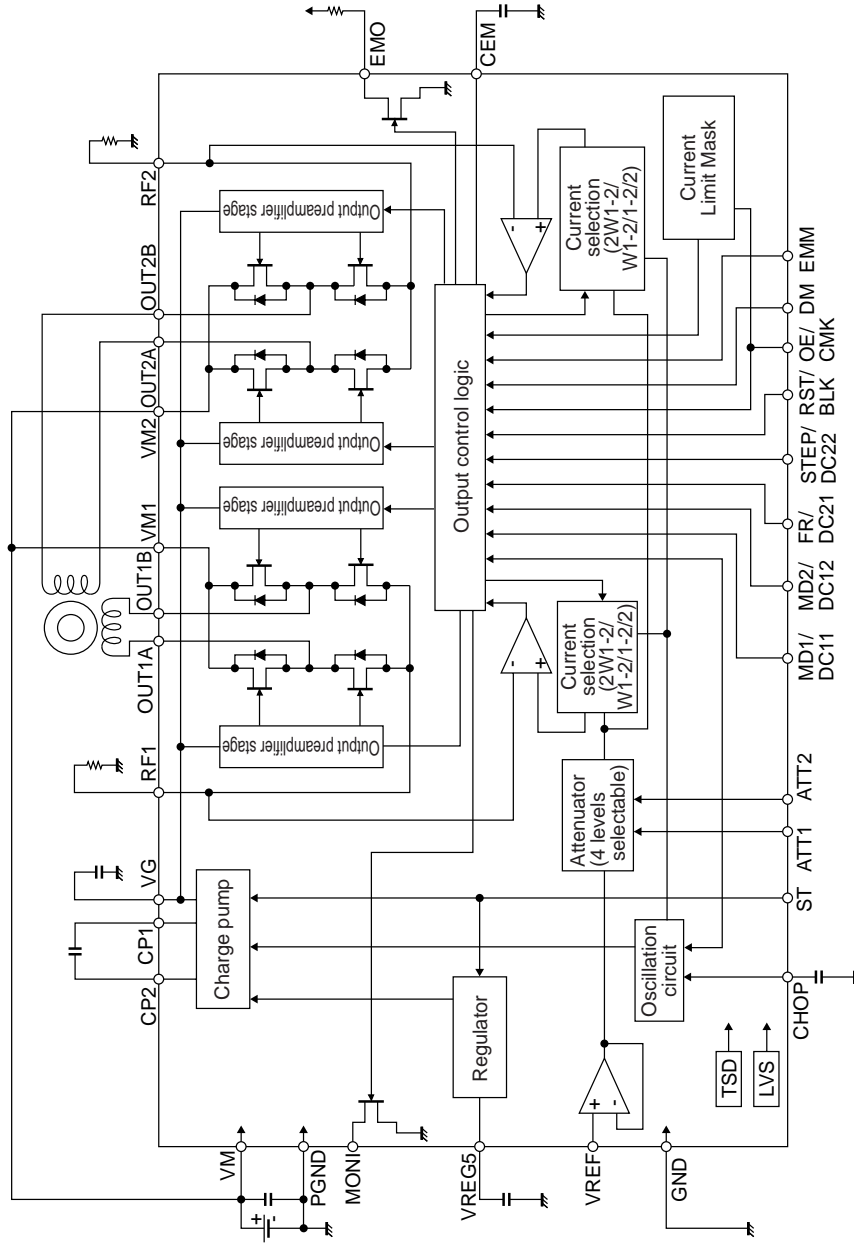 CP2
CP1
VG
RF1
OUT1A
OUT1B
VM1
VM2
OUT2A
OUT2B
RF2
VM
+
-
PGND
MONI
VREG5
VREF
GND
EMO
CEM
Charge pump
Regulator
Output preamplifier stage
Output preamplifier stage
Output preamplifier stage
Output preamplifier stage
Output control logic
+
-
-
+
-
+
Attenuator
(4 levels
selectable)
Current
selection
(2W1-2/
W1-2/1-2/2)
Current
selection
(2W1-2/
W1-2/1-2/2)
Current
Limit Mask
Oscillation
circuit
TSD
LVS
CHOP
ST
ATT1
ATT2
MD1/
DC11
MD2/
DC12
FR/
DC21
STEP/
DC22
RST/
BLK
OE/
CMK
DM
EMM